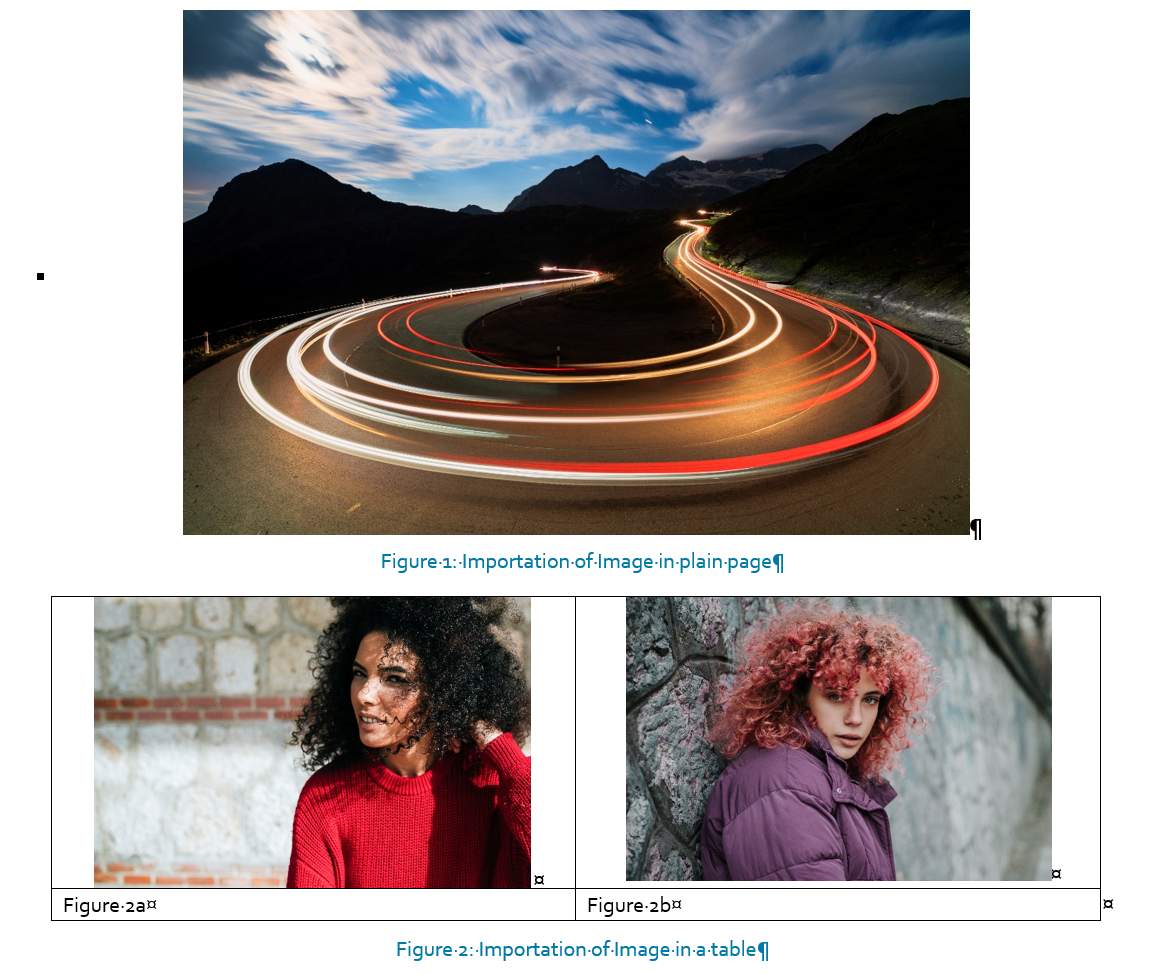 ¶
Figure·1:·Importation·of·Image·in·plain·page¶
¤ ¤
Figure·2a¤ Figure·2b¤ ¤
Figure·2:·Importation·of·Image·in·a·table¶